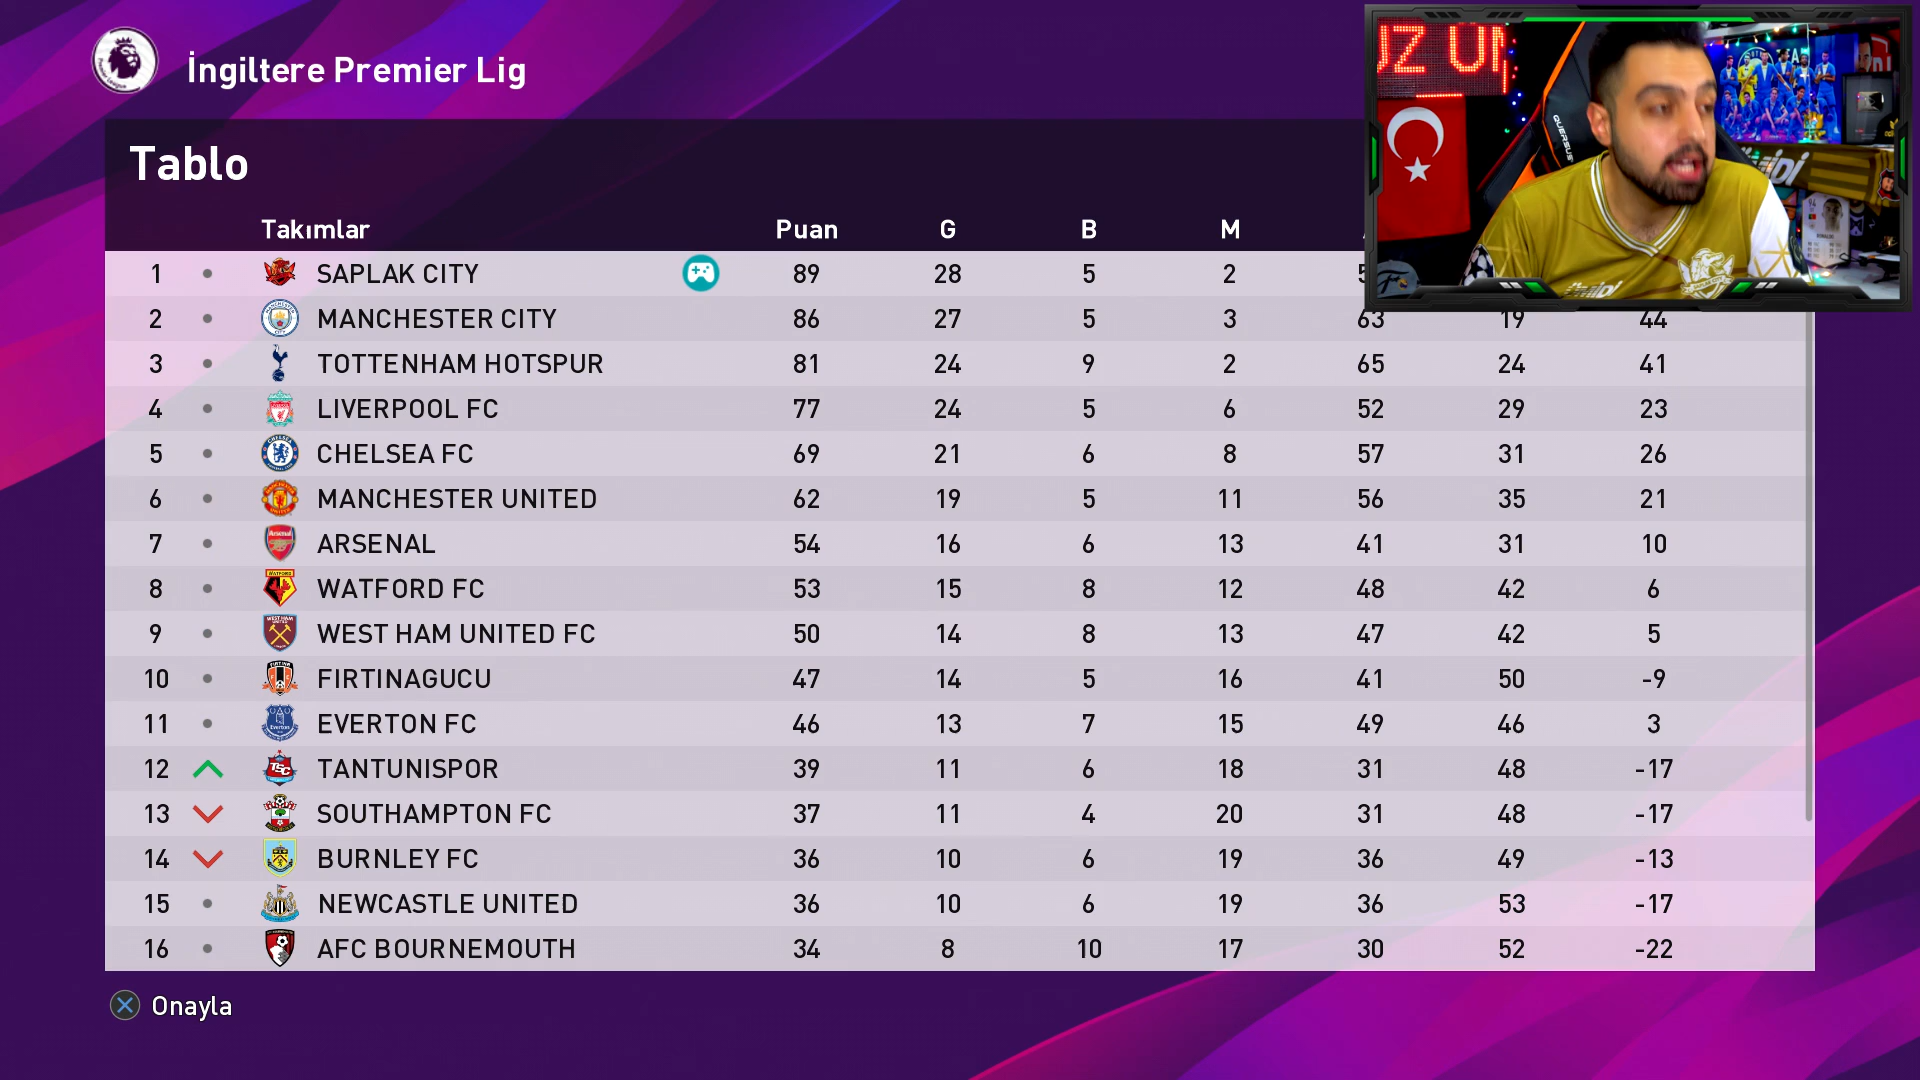 İngiltere Premier Lig
Tablo
Takımlar Puan G B M
1 SAPLAK CITY 89 28 5 2
2 MANCHESTER CITY 86 27 5 3 63 19 44
3 TOTTENHAM HOTSPUR 81 24 9 2 65 24 41
4 LIVERPOOL FC 77 24 5 6 52 29 23
5 CHELSEA FC 69 21 6 8 57 31 26
6 MANCHESTER UNITED 62 19 5 11 56 35 21
7 ARSENAL 54 16 6 13 41 31 10
8 WATFORD FC 53 15 8 12 48 42 6
9 WEST HAM UNITED FC 50 14 8 13 47 42 5
10 FIRTINAGUCU 47 14 5 16 41 50 -9
11 EVERTON FC 46 13 7 15 49 46 3
12 TANTUNISPOR 39 11 6 18 31 48 -17
13 SOUTHAMPTON FC 37 11 4 20 31 48 -17
14 BURNLEY FC 36 10 6 19 36 49 -13
15 NEWCASTLE UNITED 36 10 6 19 36 53 -17
16 AFC BOURNEMOUTH 34 8 10 17 30 52 -22
Onayla
QUERSUS